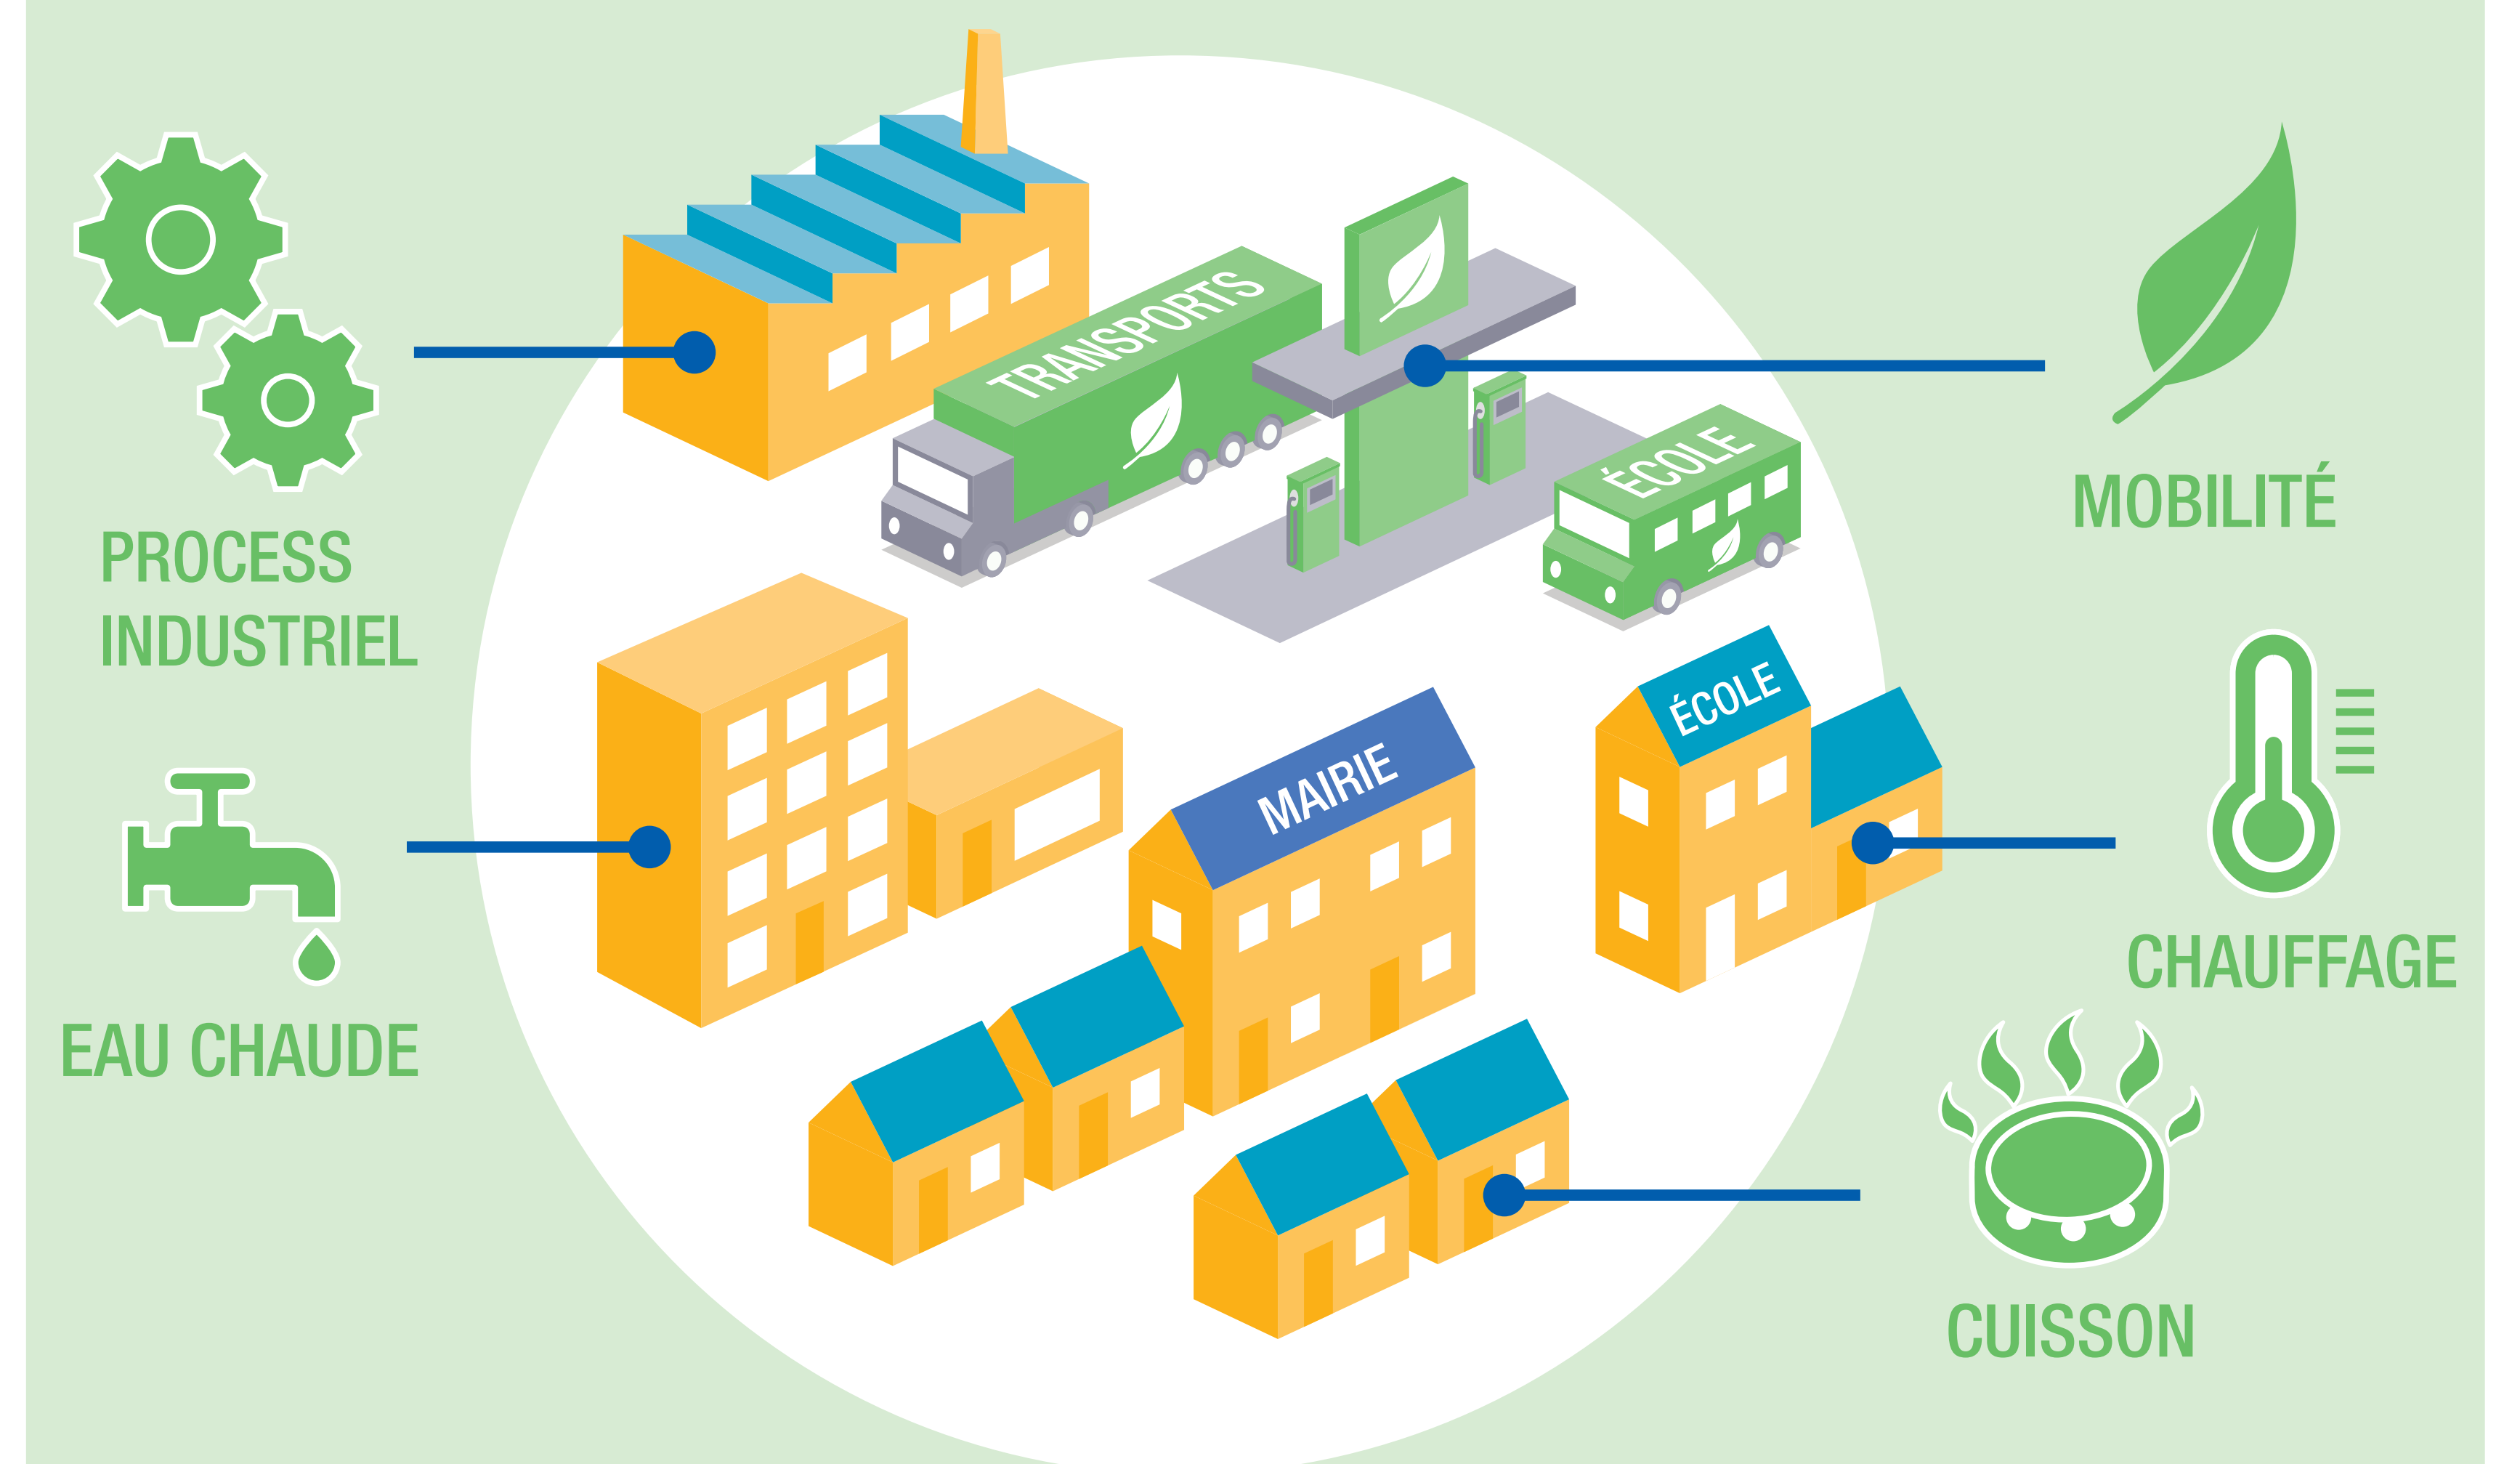 TRANSPORTS
ÉCOLE
MOBILITÉ
PROCESS
INDUSTRIEL
ÉCOLE
MAIRIE
CHAUFFAGE
EAU CHAUDE
CUISSON